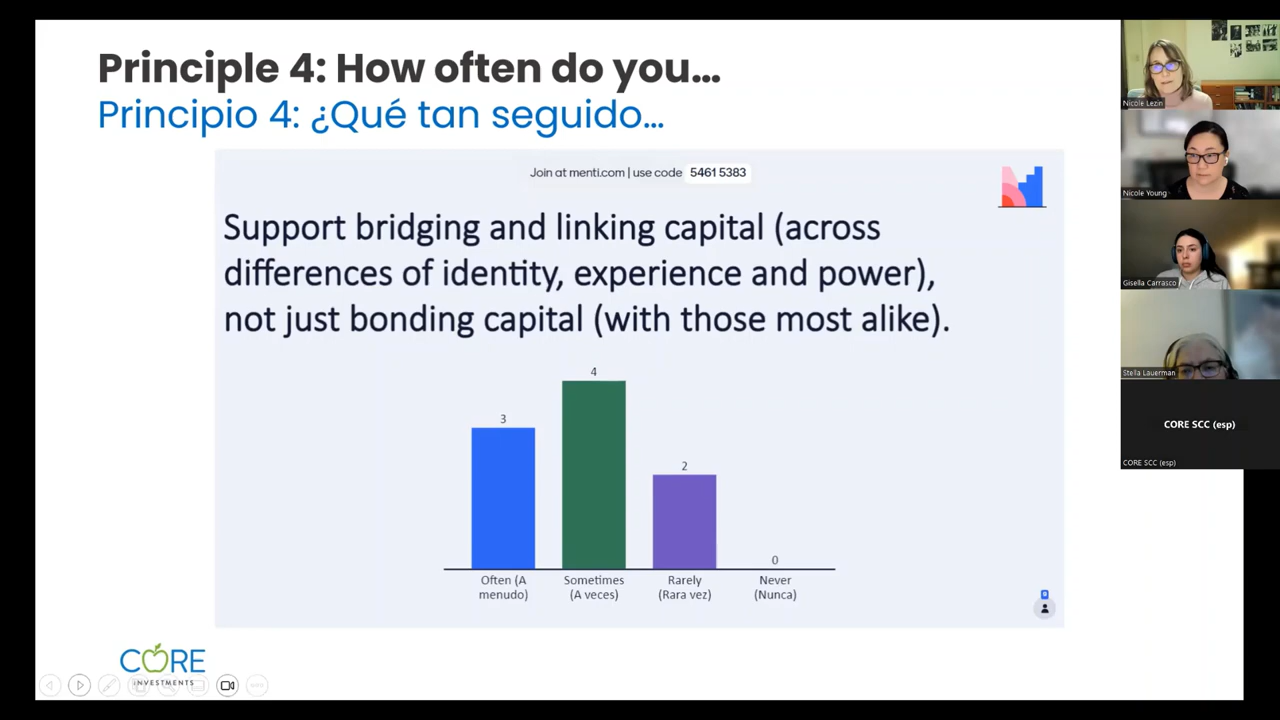 Principle 4: How often do you...
Principio 4: ¿Qué tan seguido...
Join at menti.com | use code 5461 5383
Support bridging and linking capital (across
differences of identity, experience and power),
not just bonding capital (with those most alike).
3
4
2
0
Often (A
menudo)
Sometimes
(A veces)
Rarely
(Rara vez)
Never
(Nunca)
9
CORE
INVESTMENTS
Nicole Lezin
Nicole Young
Gisella Carrasco
Stella Lauerman
CORE SCC (esp)
CORE SCC (esp)